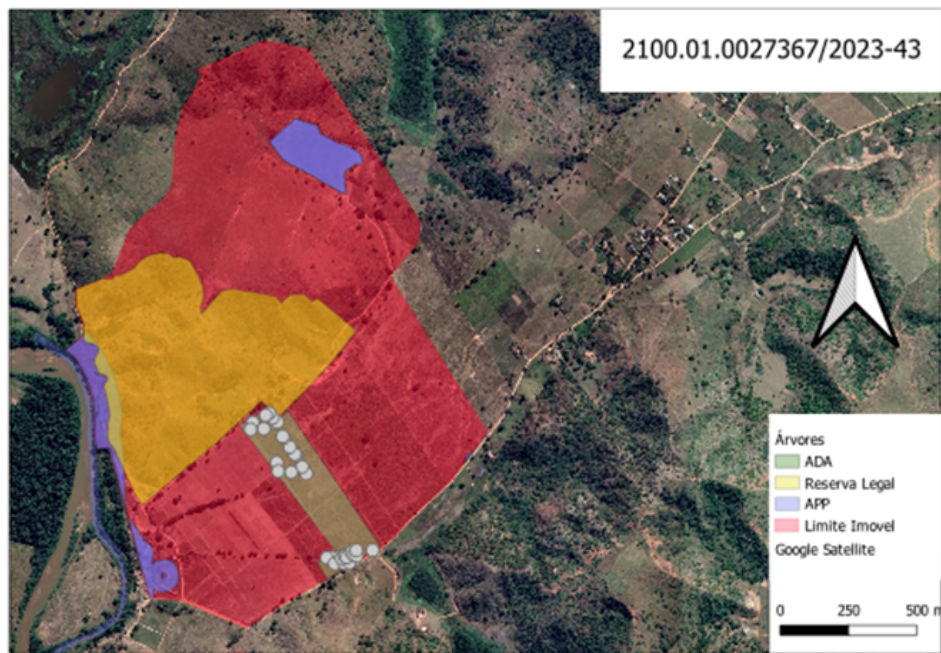 2100.01.0027367/2023-43
Árvores
ADA
Reserva Legal
APP
Limite Imovel
Google Satellite
0 250 500 m